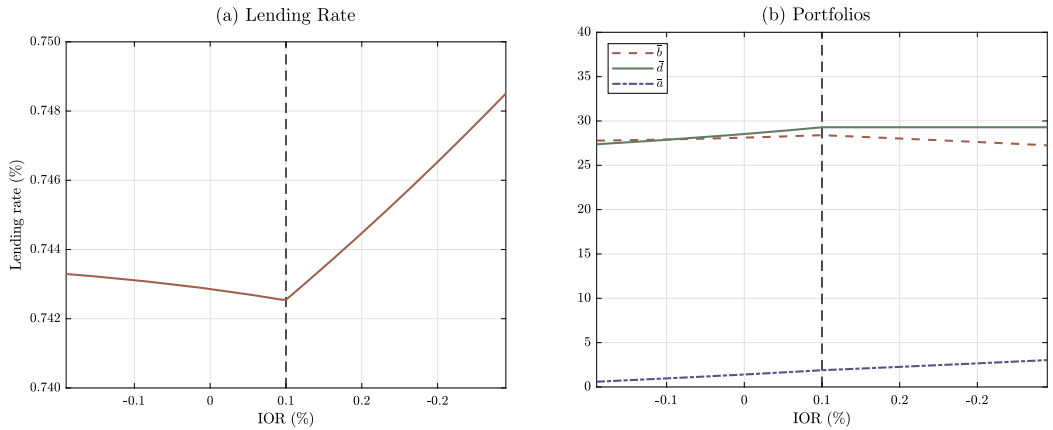 (a) Lending Rate
0.750
0.748
0.746
0.744
0.742
0.740
Lending rate (%)
-0.1 0 0.1 0.2 -0.2
IOR (%)
(b) Portfolios
40
35
30
25
20
15
10
5
0
b̄
d̄
ā
-0.1 0 0.1 0.2 -0.2
IOR (%)